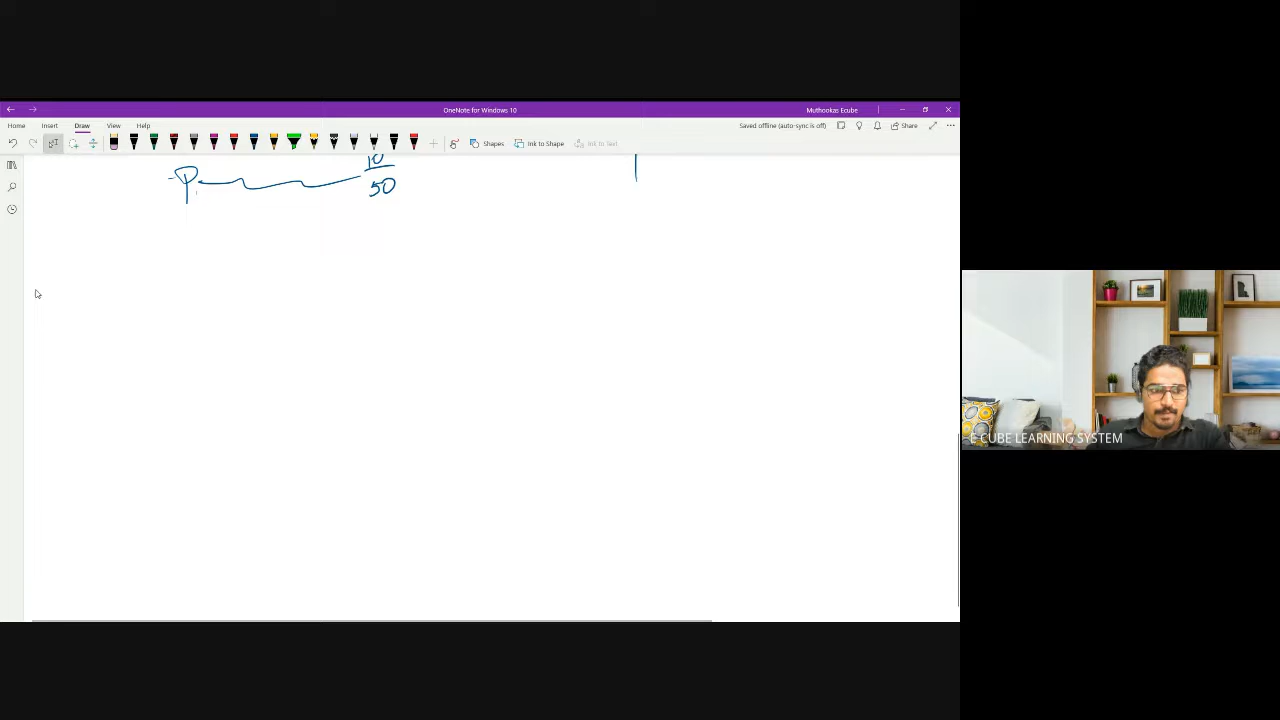 OneNote for Windows 10
Muthookas Ecube
Home Insert Draw View Help
Saved offline (auto-sync is off)
Share
Shapes
Ink to Shape
Ink to Text
10
P
50
E CUBE LEARNING SYSTEM